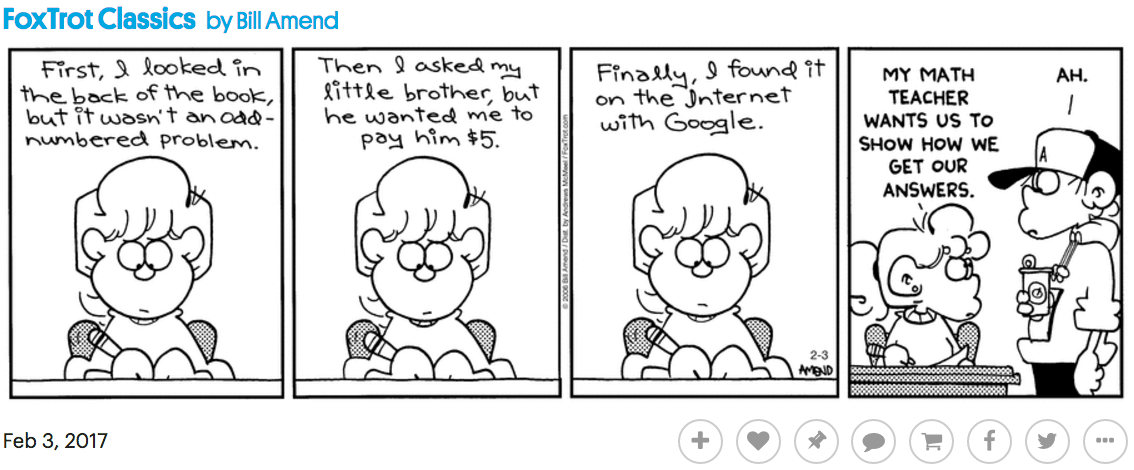 FoxTrot Classics by Bill Amend
First, I looked in
the back of the book,
but it wasn't an odd-
numbered problem.
Then I asked my
little brother, but
he wanted me to
pay him $5.
© 2006 Bill Amend / Dist. by Andrews McMeel / FoxTrot.com
Finally, I found it
on the Internet
with Google.
2-3
AMEND
MY MATH
TEACHER
WANTS US TO
SHOW HOW WE
GET OUR
ANSWERS.
AH.
A
Feb 3, 2017